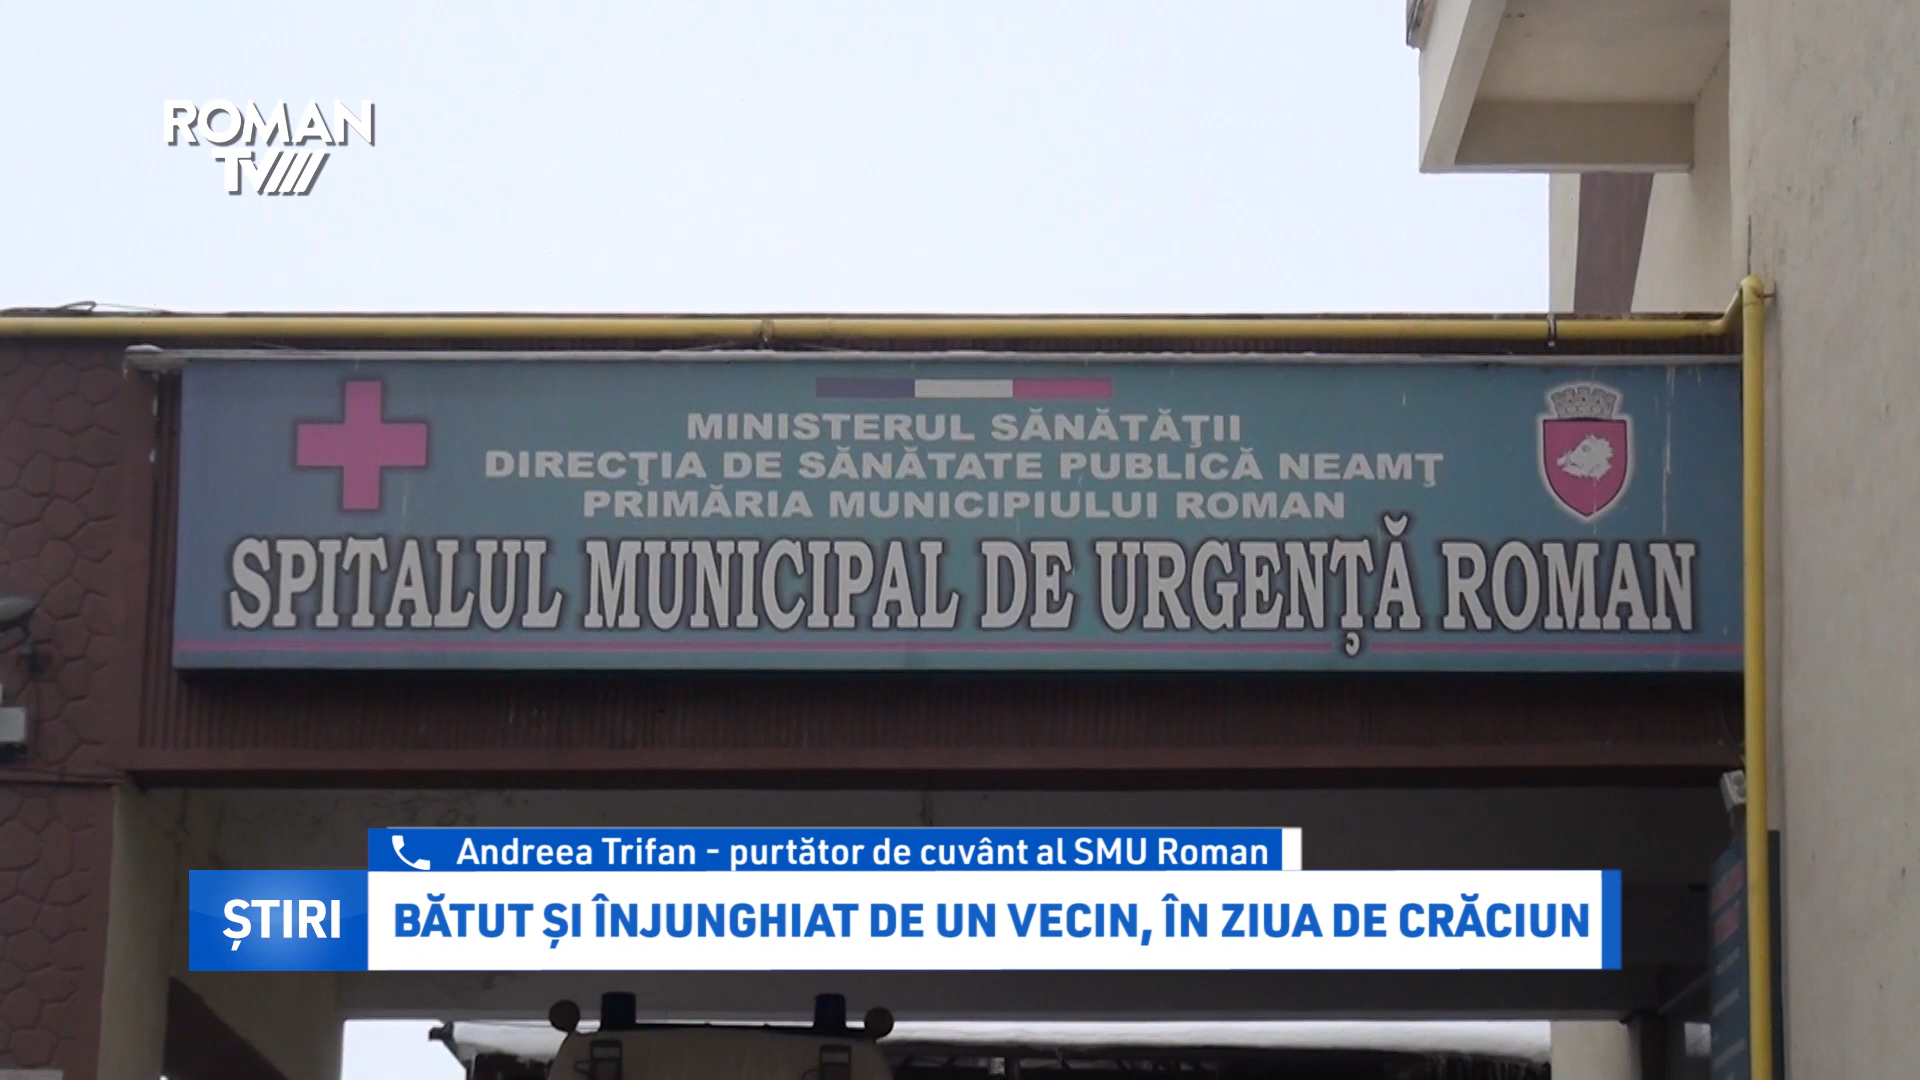 ROMAN
TV
MINISTERUL SĂNĂTĂŢII
DIRECŢIA DE SĂNĂTATE PUBLICĂ NEAMŢ
PRIMĂRIA MUNICIPIULUI ROMAN
SPITALUL MUNICIPAL DE URGENȚĂ ROMAN
Andreea Trifan - purtător de cuvânt al SMU Roman
ȘTIRI
BĂTUT ȘI ÎNJUNGHIAT DE UN VECIN, ÎN ZIUA DE CRĂCIUN